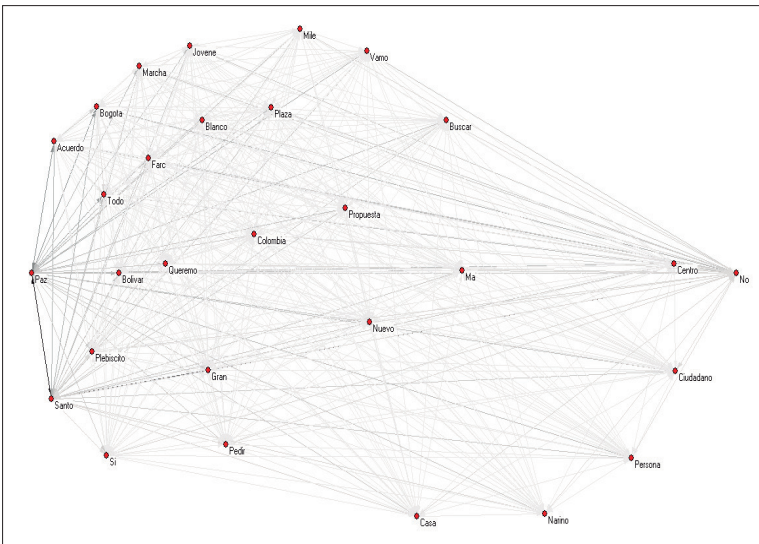 Mile
Jovene
Vamo
Marcha
Bogota
Plaza
Blanco
Buscar
Acuerdo
Farc
Todo
Propuesta
Colombia
Queremo
Centro
Ma
Paz
Bolivar
No
Nuevo
Plebiscito
Gran
Ciudadano
Santo
Pedir
Si
Persona
Narino
Casa